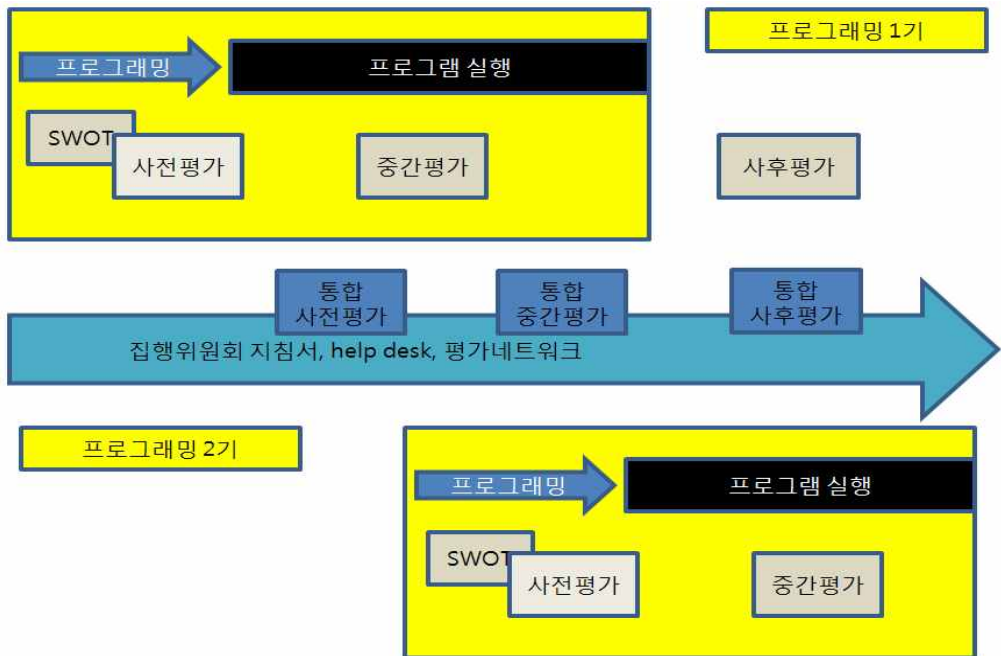 프로그래밍 1기
프로그래밍
프로그램 실행
SWOT
사전평가
중간평가
사후평가
통합
사전평가
통합
중간평가
통합
사후평가
집행위원회 지침서, help desk, 평가네트워크
프로그래밍 2기
프로그래밍
프로그램 실행
SWOT
사전평가
중간평가